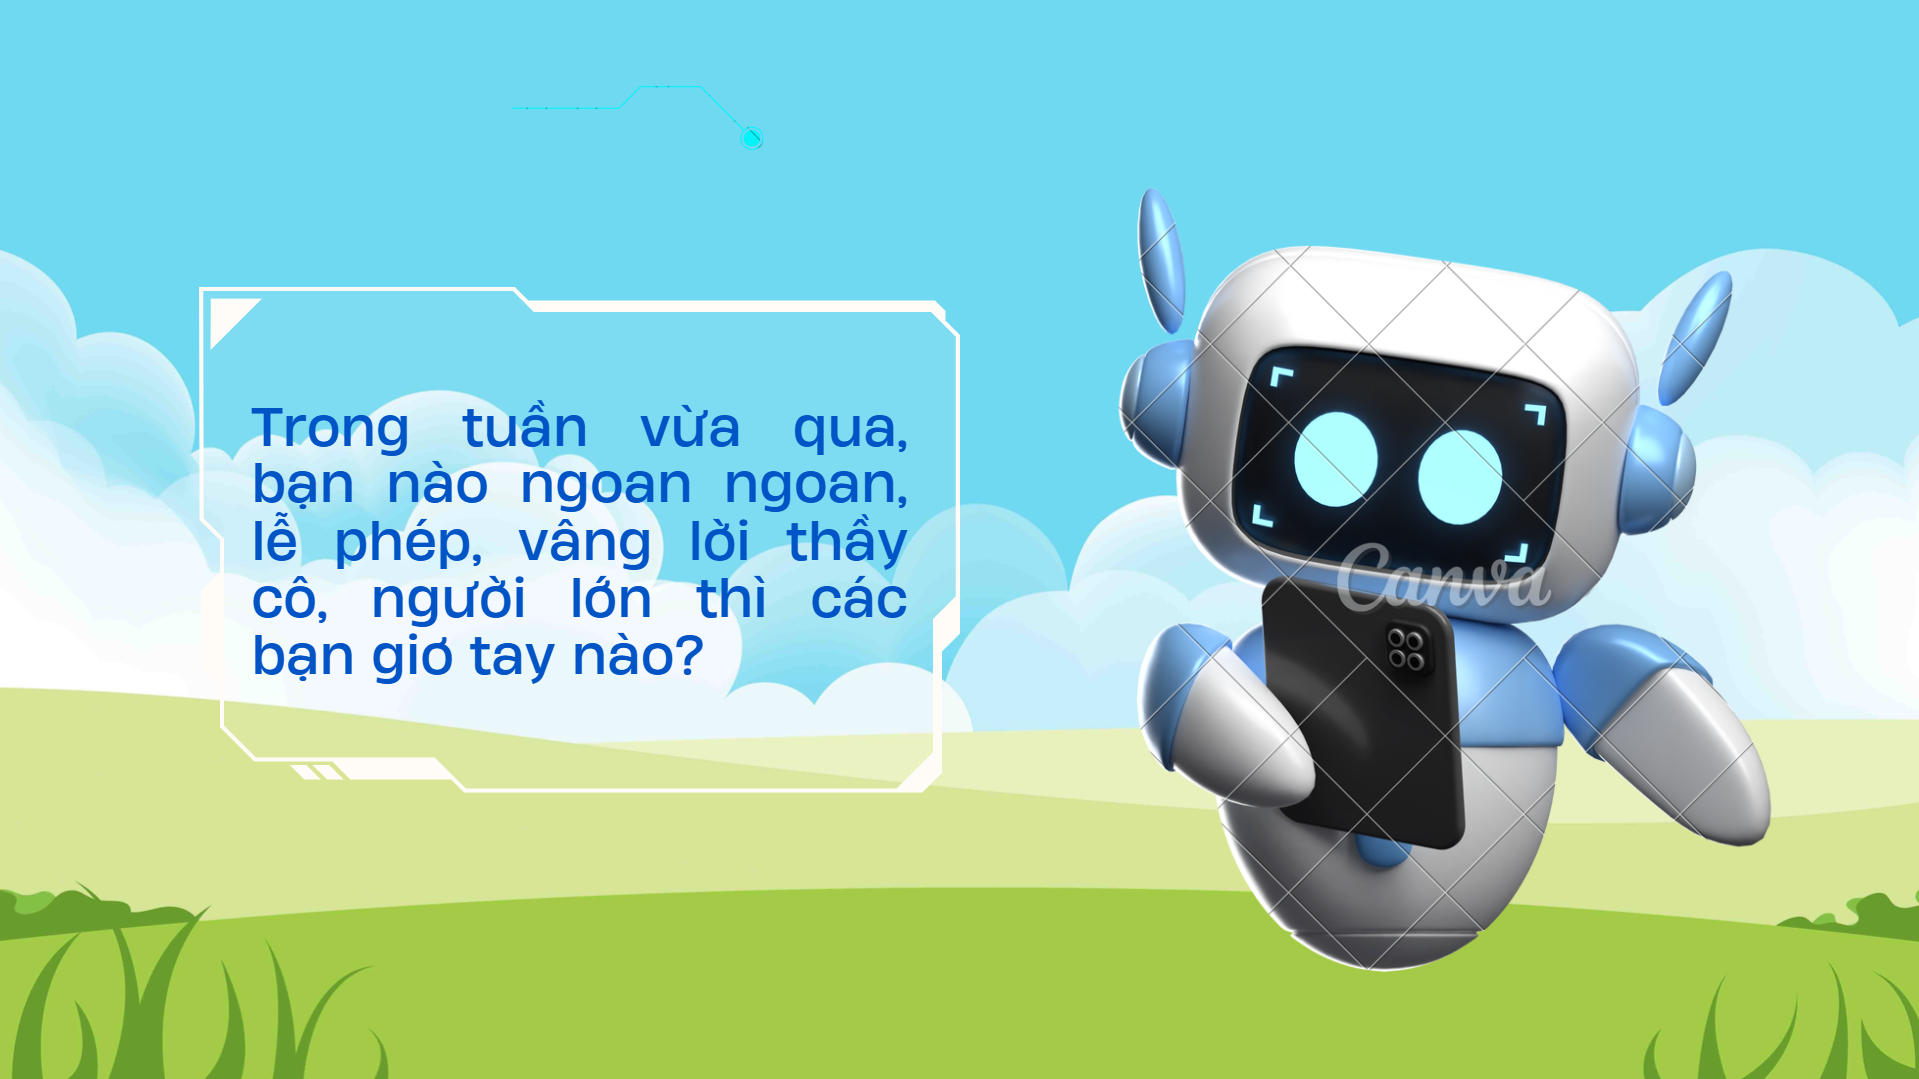 Trong tuần vừa qua,
bạn nào ngoan ngoan,
lễ phép, vâng lời thầy
cô, người lớn thì các
bạn giơ tay nào?
Canva